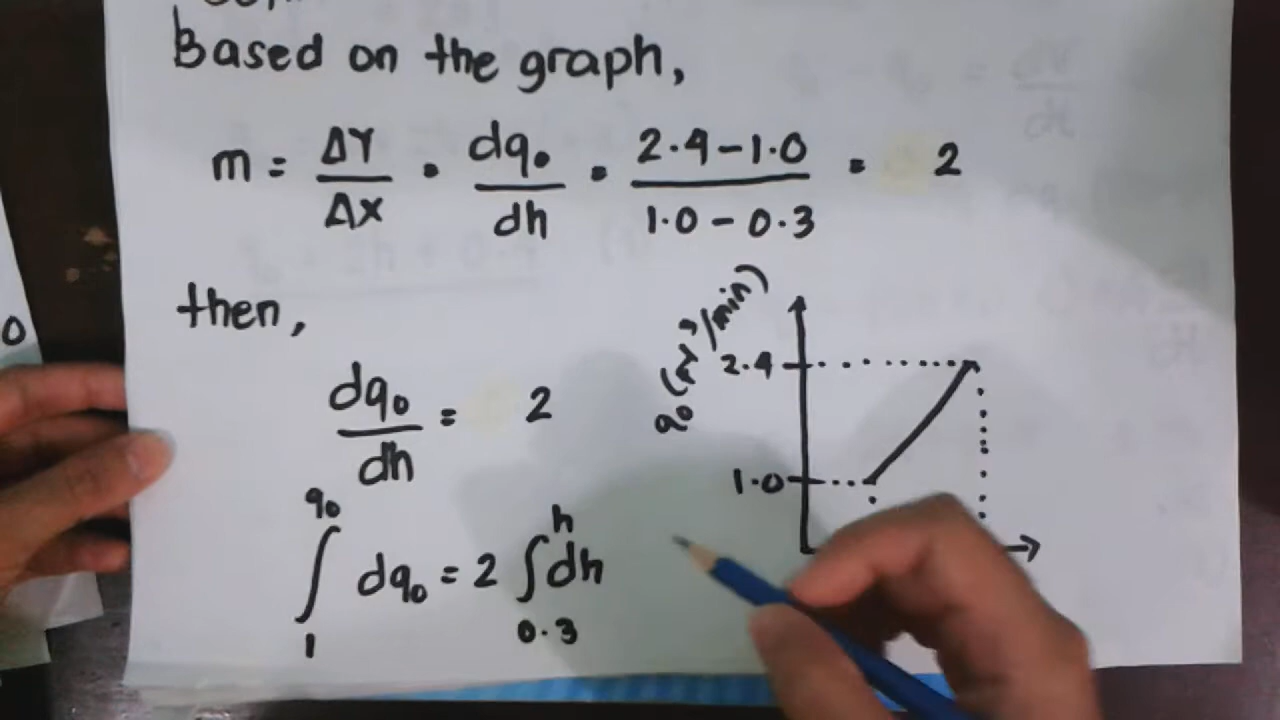 Based on the graph,
m = ΔY/ΔX = dq₀/dh = 2.4-1.0/1.0-0.3 = 2
then,
dq₀/dh = 2
∫₁^q₀ dq₀ = 2 ∫₀.₃^h dh
q₀ (m³/min)
2.4
1.0
0